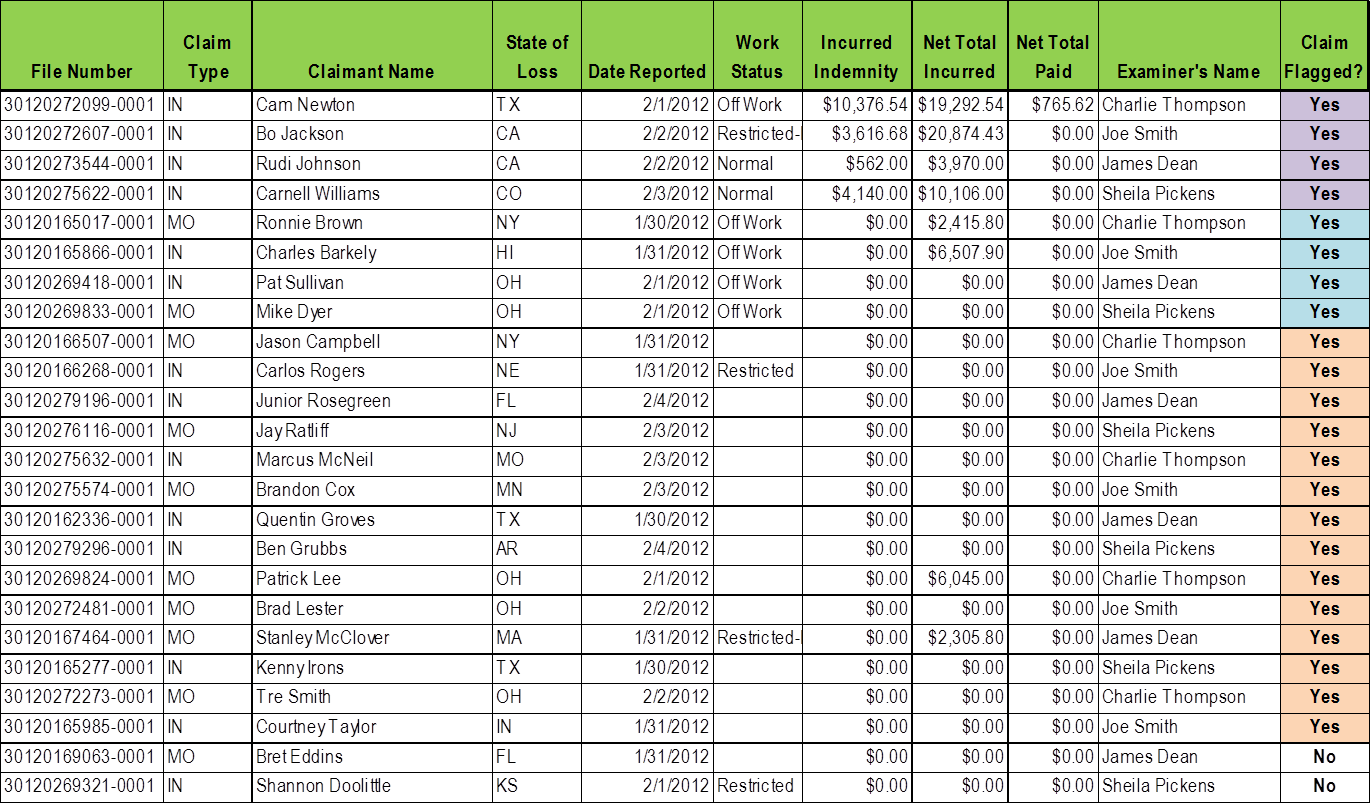 File Number Claim Type Claimant Name State of Loss Date Reported Work Status Incurred Indemnity Net Total Incurred Net Total Paid Examiner's Name Claim Flagged?
30120272099-0001 IN Cam Newton TX 2/1/2012 Off Work $10,376.54 $19,292.54 $765.62 Charlie Thompson Yes
30120272607-0001 IN Bo Jackson CA 2/2/2012 Restricted- $3,616.68 $20,874.43 $0.00 Joe Smith Yes
30120273544-0001 IN Rudi Johnson CA 2/2/2012 Normal $562.00 $3,970.00 $0.00 James Dean Yes
30120275622-0001 IN Carnell Williams CO 2/3/2012 Normal $4,140.00 $10,106.00 $0.00 Sheila Pickens Yes
30120165017-0001 MO Ronnie Brown NY 1/30/2012 Off Work $0.00 $2,415.80 $0.00 Charlie Thompson Yes
30120165866-0001 IN Charles Barkely HI 1/31/2012 Off Work $0.00 $6,507.90 $0.00 Joe Smith Yes
30120269418-0001 IN Pat Sullivan OH 2/1/2012 Off Work $0.00 $0.00 $0.00 James Dean Yes
30120269833-0001 MO Mike Dyer OH 2/1/2012 Off Work $0.00 $0.00 $0.00 Sheila Pickens Yes
30120166507-0001 MO Jason Campbell NY 1/31/2012 $0.00 $0.00 $0.00 Charlie Thompson Yes
30120166268-0001 IN Carlos Rogers NE 1/31/2012 Restricted $0.00 $0.00 $0.00 Joe Smith Yes
30120279196-0001 IN Junior Rosegreen FL 2/4/2012 $0.00 $0.00 $0.00 James Dean Yes
30120276116-0001 MO Jay Ratliff NJ 2/3/2012 $0.00 $0.00 $0.00 Sheila Pickens Yes
30120275632-0001 IN Marcus McNeil MO 2/3/2012 $0.00 $0.00 $0.00 Charlie Thompson Yes
30120275574-0001 MO Brandon Cox MN 2/3/2012 $0.00 $0.00 $0.00 Joe Smith Yes
30120162336-0001 IN Quentin Groves TX 1/30/2012 $0.00 $0.00 $0.00 James Dean Yes
30120279296-0001 IN Ben Grubbs AR 2/4/2012 $0.00 $0.00 $0.00 Sheila Pickens Yes
30120269824-0001 MO Patrick Lee OH 2/1/2012 $0.00 $6,045.00 $0.00 Charlie Thompson Yes
30120272481-0001 MO Brad Lester OH 2/2/2012 $0.00 $0.00 $0.00 Joe Smith Yes
30120167464-0001 MO Stanley McClover MA 1/31/2012 Restricted- $0.00 $2,305.80 $0.00 James Dean Yes
30120165277-0001 IN Kenny Irons TX 1/30/2012 $0.00 $0.00 $0.00 Sheila Pickens Yes
30120272273-0001 MO Tre Smith OH 2/2/2012 $0.00 $0.00 $0.00 Charlie Thompson Yes
30120165985-0001 IN Courtney Taylor IN 1/31/2012 $0.00 $0.00 $0.00 Joe Smith Yes
30120169063-0001 MO Bret Eddins FL 1/31/2012 $0.00 $0.00 $0.00 James Dean No
30120269321-0001 IN Shannon Doolittle KS 2/1/2012 Restricted $0.00 $0.00 $0.00 Sheila Pickens No